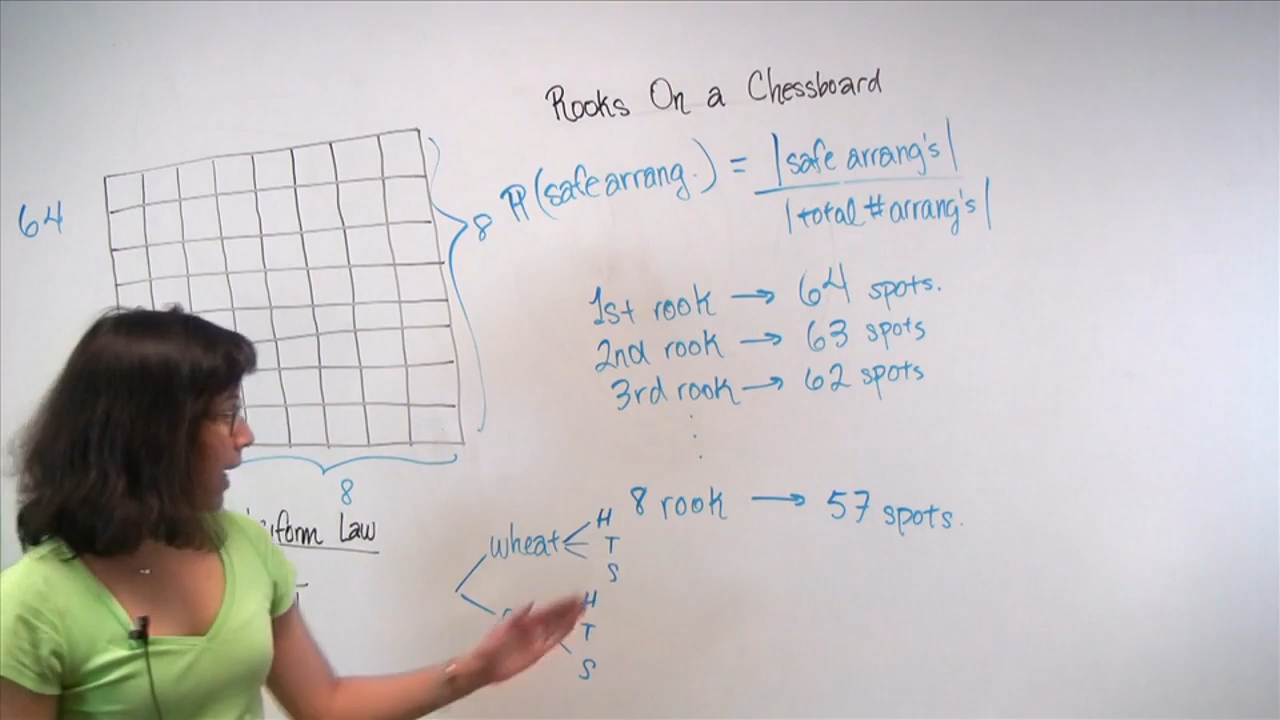 Rooks On a Chessboard
64
8
P(safe arrang.) = |safe arrang's|
|total # arrang's|
1st rook → 64 spots.
2nd rook → 63 spots
3rd rook → 62 spots
8
8 rook → 57 spots.
iform Law
wheat
H
T
S
H
T
S